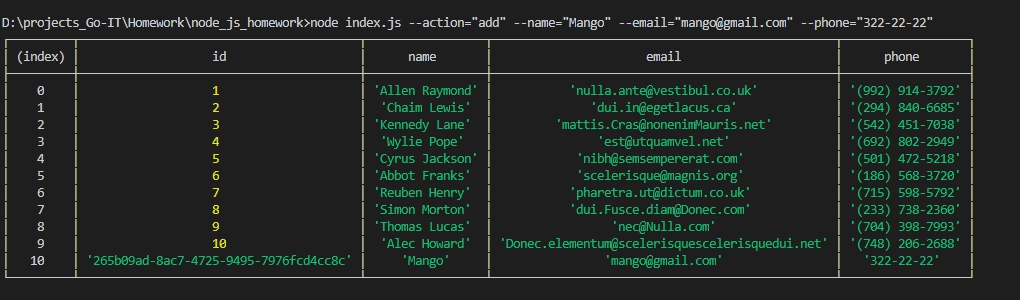 D:\projects_Go-IT\Homework\node_js_homework>node index.js --action="add" --name="Mango" --email="mango@gmail.com" --phone="322-22-22"
(index) id name email phone
0 1 'Allen Raymond' 'nulla.ante@vestibul.co.uk' '(992) 914-3792'
1 2 'Chaim Lewis' 'dui.in@egetlacus.ca' '(294) 840-6685'
2 3 'Kennedy Lane' 'mattis.Cras@nonenimMauris.net' '(542) 451-7038'
3 4 'Wylie Pope' 'est@utquamvel.net' '(692) 802-2949'
4 5 'Cyrus Jackson' 'nibh@semsempererat.com' '(501) 472-5218'
5 6 'Abbot Franks' 'scelerisque@magnis.org' '(186) 568-3720'
6 7 'Reuben Henry' 'pharetra.ut@dictum.co.uk' '(715) 598-5792'
7 8 'Simon Morton' 'dui.Fusce.diam@Donec.com' '(233) 738-2360'
8 9 'Thomas Lucas' 'nec@Nulla.com' '(704) 398-7993'
9 10 'Alec Howard' 'Donec.elementum@scelerisquescelerisquedui.net' '(748) 206-2688'
10 '265b09ad-8ac7-4725-9495-7976fcd4cc8c' 'Mango' 'mango@gmail.com' '322-22-22'